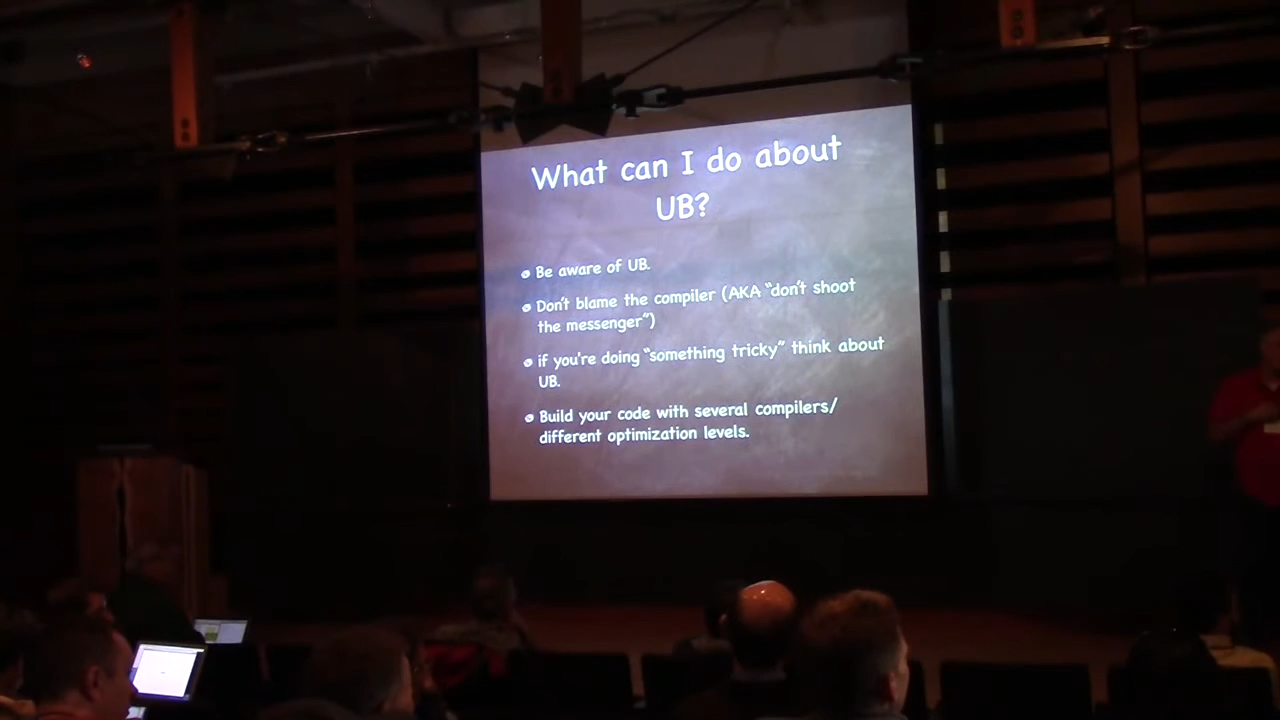 What can I do about
UB?
Be aware of UB.
Don't blame the compiler (AKA "don't shoot
the messenger")
if you're doing "something tricky" think about
UB.
Build your code with several compilers/
different optimization levels.